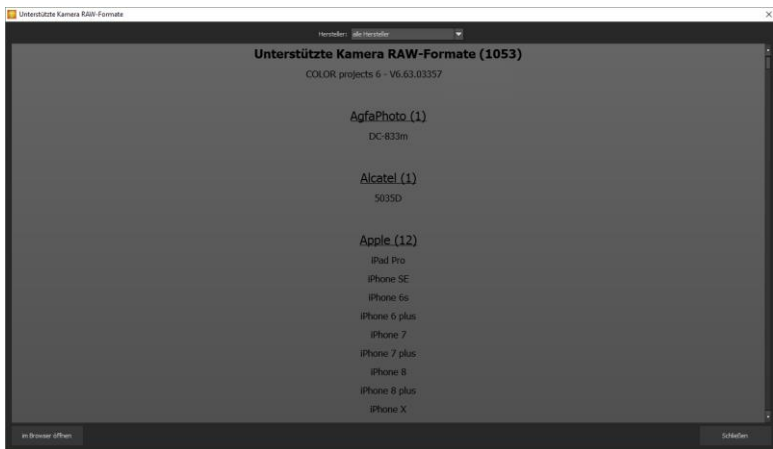 Unterstützte Kamera RAW-Formate
Hersteller: alle Hersteller
Unterstützte Kamera RAW-Formate (1053)
COLOR projects 6 - V6.63.03357
AgfaPhoto (1)
DC-833m
Alcatel (1)
5035D
Apple (12)
iPad Pro
iPhone SE
iPhone 6s
iPhone 6 plus
iPhone 7
iPhone 7 plus
iPhone 8
iPhone 8 plus
iPhone X
im Browser öffnen
Schließen